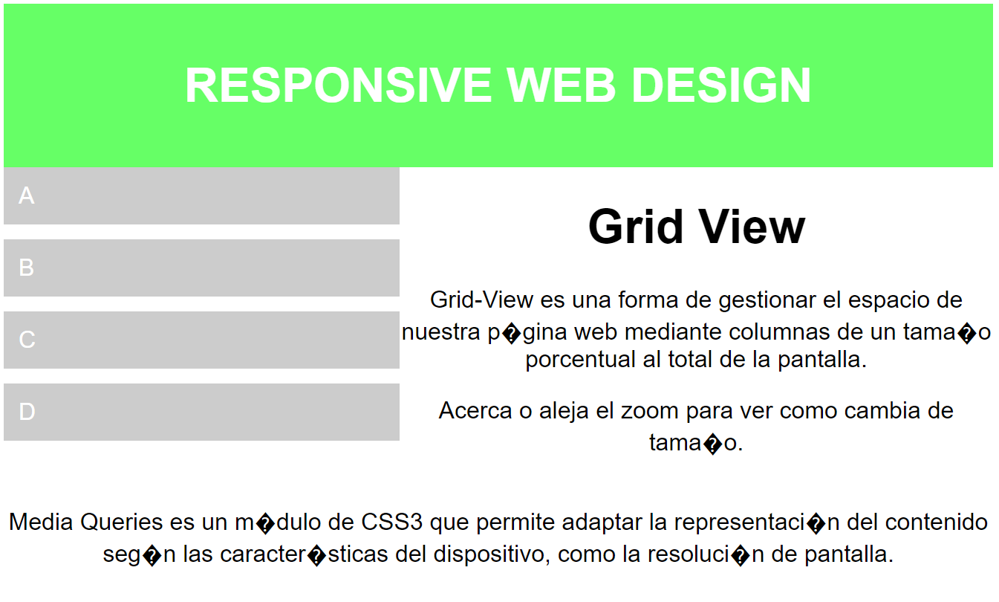 RESPONSIVE WEB DESIGN
A
B
C
D
Grid View
Grid-View es una forma de gestionar el espacio de
nuestra p�gina web mediante columnas de un tama�o
porcentual al total de la pantalla.
Acerca o aleja el zoom para ver como cambia de
tama�o.
Media Queries es un m�dulo de CSS3 que permite adaptar la representaci�n del contenido
seg�n las caracter�sticas del dispositivo, como la resoluci�n de pantalla.